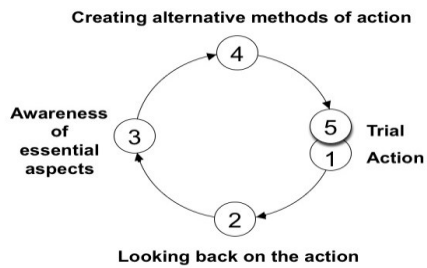 Creating alternative methods of action
4
Awareness
of
essential
aspects
3
5
Trial
1
Action
2
Looking back on the action